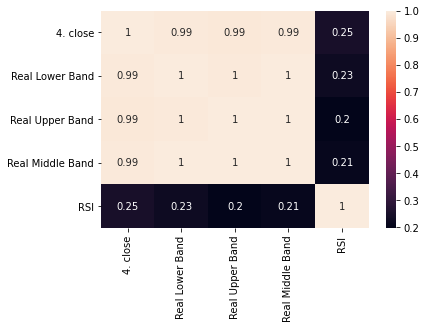 4. close 1 0.99 0.99 0.99 0.25
Real Lower Band 0.99 1 1 1 0.23
Real Upper Band 0.99 1 1 1 0.2
Real Middle Band 0.99 1 1 1 0.21
RSI 0.25 0.23 0.2 0.21 1
4. close
Real Lower Band
Real Upper Band
Real Middle Band
RSI
1.0
0.9
0.8
0.7
0.6
0.5
0.4
0.3
0.2